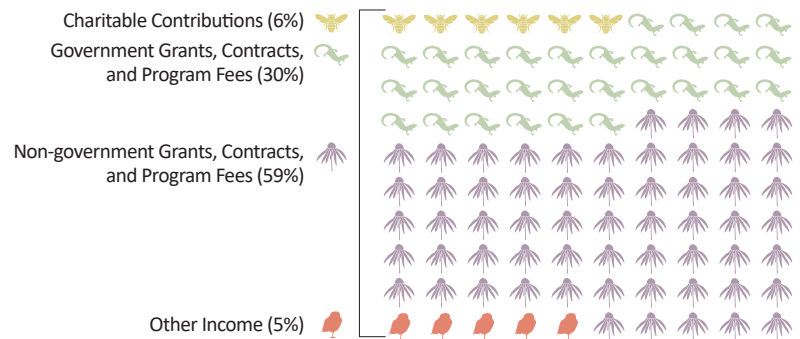 Charitable Contributions (6%)
Government Grants, Contracts,
and Program Fees (30%)
Non-government Grants, Contracts,
and Program Fees (59%)
Other Income (5%)